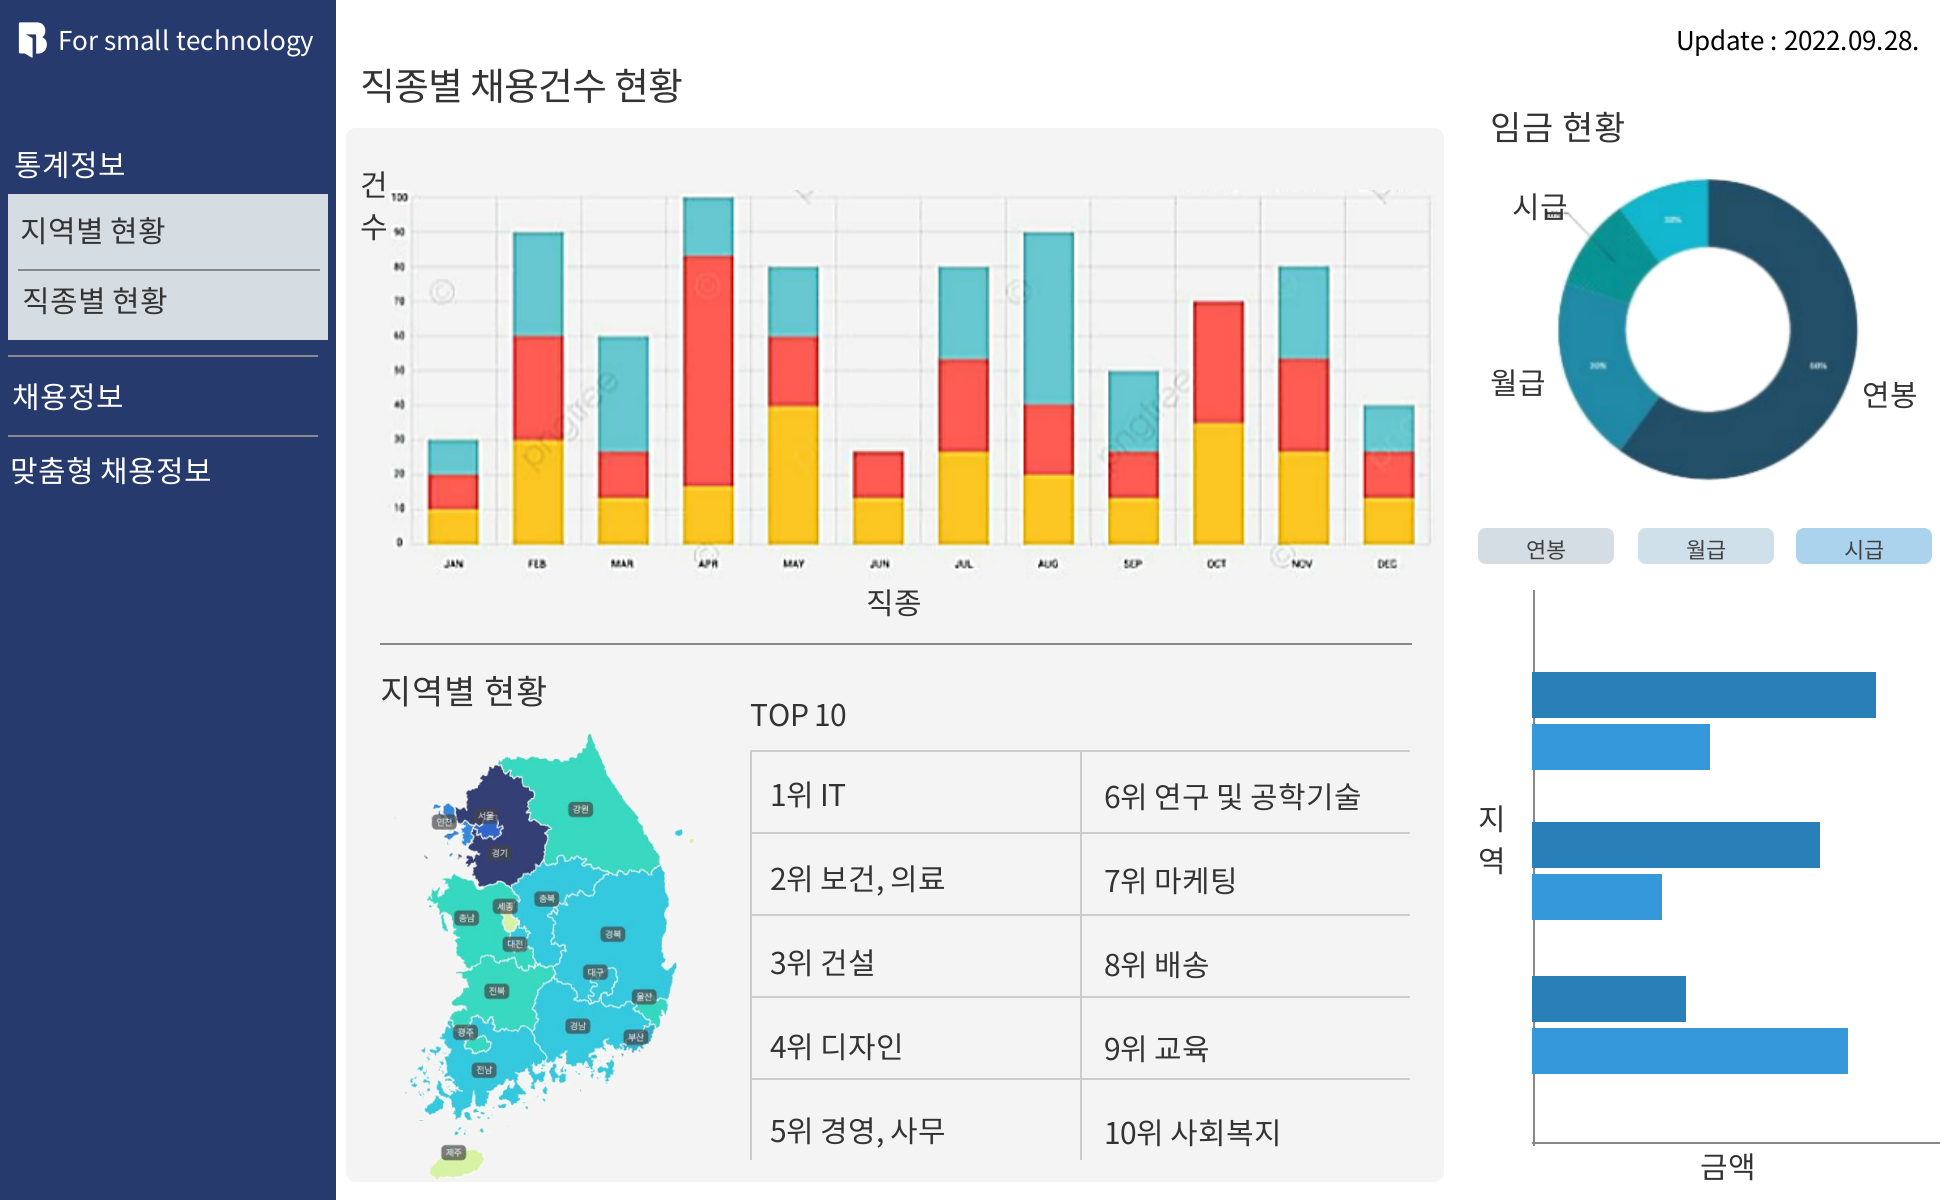 For small technology
Update : 2022.09.28.
통계정보
지역별 현황
직종별 현황
채용정보
맞춤형 채용정보
직종별 채용건수 현황
건
수
100
90
80
70
60
50
40
30
20
10
0
JAN FEB MAR APR MAY JUN JUL AUG SEP OCT NOV DEC
pngtree
pngtree
직종
지역별 현황
강원
서울
인천
경기
충북
세종
충남
경북
대전
대구
전북
울산
경남
광주
부산
전남
제주
TOP 10
1위 IT
6위 연구 및 공학기술
2위 보건, 의료
7위 마케팅
3위 건설
8위 배송
4위 디자인
9위 교육
5위 경영, 사무
10위 사회복지
임금 현황
시급
10%
월급
20%
60%
연봉
연봉 월급 시급
지
역
금액